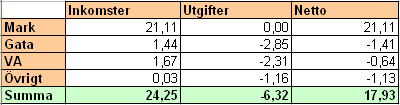 Inkomster Utgifter Netto
Mark 21,11 0,00 21,11
Gata 1,44 -2,85 -1,41
VA 1,67 -2,31 -0,64
Övrigt 0,03 -1,16 -1,13
Summa 24,25 -6,32 17,93